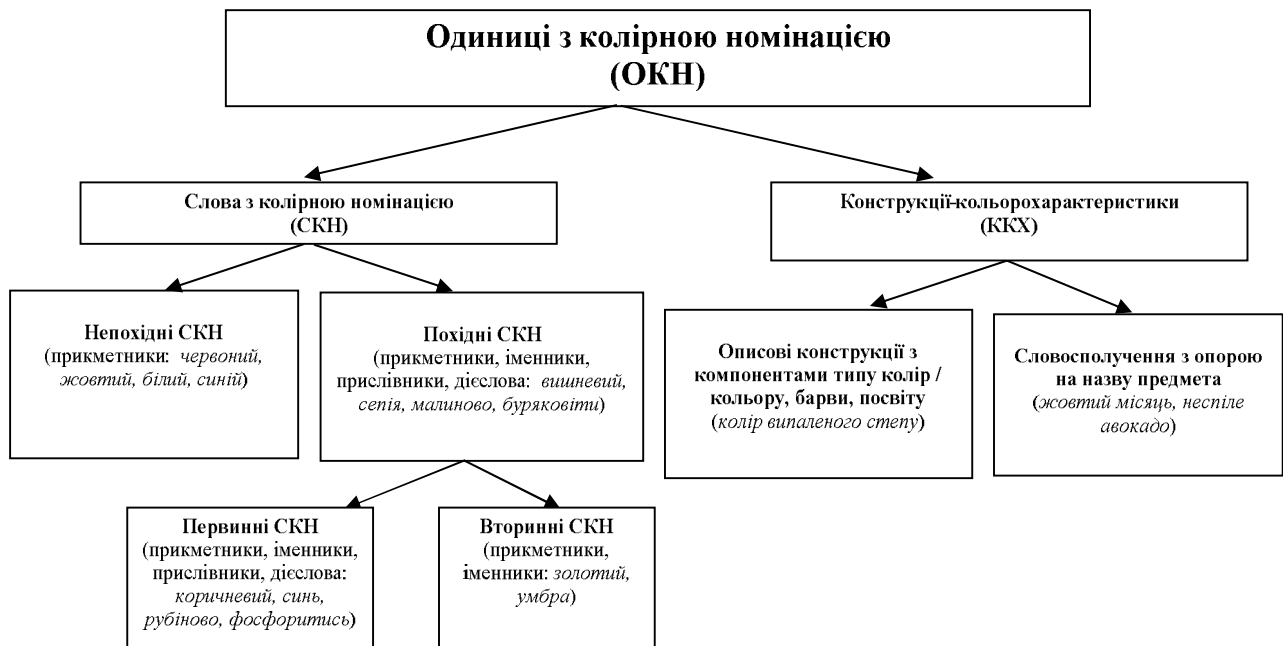 Одиниці з колірною номінацією
(ОКН)
Слова з колірною номінацією
(СКН)
Конструкції-кольорохарактеристики
(ККХ)
Непохідні СКН
(прикметники: червоний,
жовтий, білий, синій)
Похідні СКН
(прикметники, іменники,
прислівники, дієслова: вишневий,
сепія, малиново, буряковіти)
Описові конструкції з
компонентами типу колір /
кольору, барви, посвіту
(колір випаленого степу)
Словосполучення з опорою
на назву предмета
(жовтий місяць, неспіле
авокадо)
Первинні СКН
(прикметники, іменники,
прислівники, дієслова:
коричневий, синь,
рубіново, фосфоритись)
Вторинні СКН
(прикметники,
іменники: золотий,
умбра)